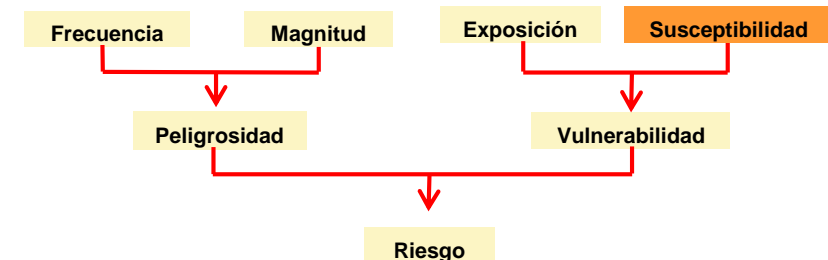 Frecuencia Magnitud Exposición Susceptibilidad
Peligrosidad Vulnerabilidad
Riesgo